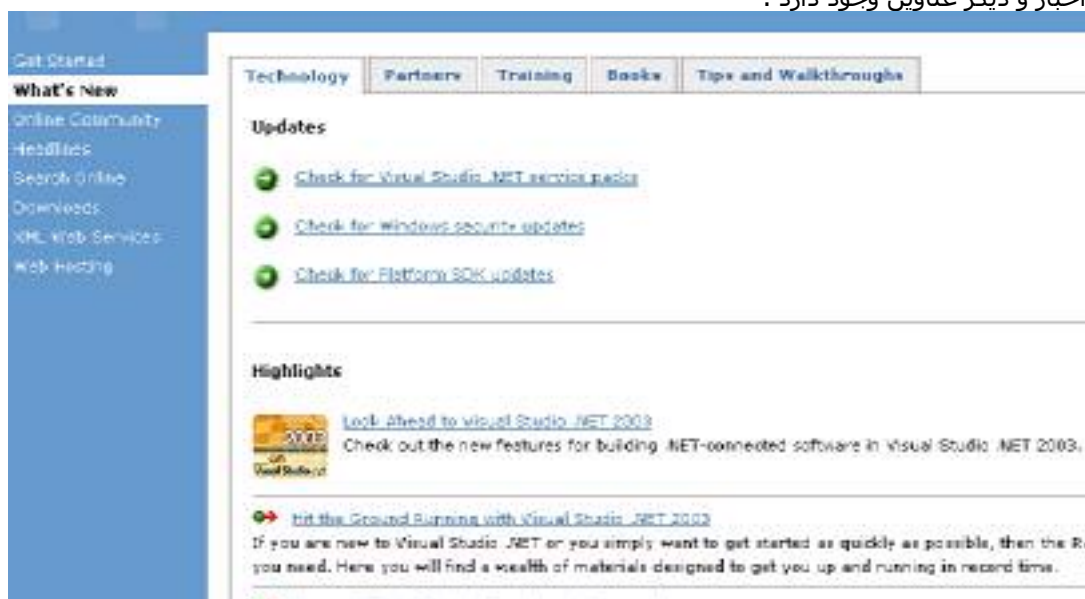 اخبار و دیگر عناوین وجود دارد .
Get Started
What's New
Online Community
Headlines
Search Online
Downloads
XML Web Services
Web Hosting
Technology
Partners
Training
Books
Tips and Walkthroughs
Updates
Check for Visual Studio .NET service packs
Check for Windows security updates
Check for Platform SDK updates
Highlights
Look Ahead to Visual Studio .NET 2003
Check out the new features for building .NET-connected software in Visual Studio .NET 2003.
Hit the Ground Running with Visual Studio .NET 2003
If you are new to Visual Studio .NET or you simply want to get started as quickly as possible, then the
you need. Here you will find a wealth of materials designed to get you up and running in record time.